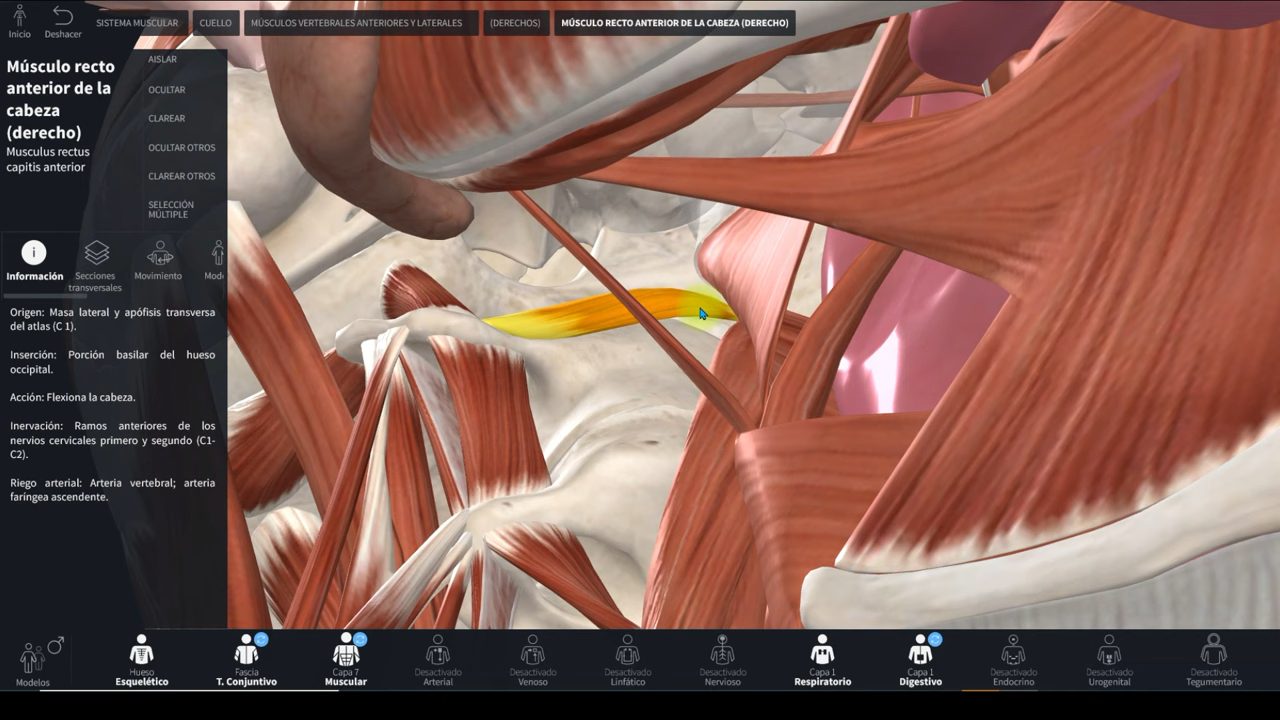 Inicio
Deshacer
SISTEMA MUSCULAR
CUELLO
MÚSCULOS VERTEBRALES ANTERIORES Y LATERALES
(DERECHOS)
MÚSCULO RECTO ANTERIOR DE LA CABEZA (DERECHO)
Músculo recto
anterior de la
cabeza
(derecho)
Musculus rectus
capitis anterior
AISLAR
OCULTAR
CLAREAR
OCULTAR OTROS
CLAREAR OTROS
SELECCIÓN
MÚLTIPLE
Información
Secciones
transversales
Movimiento
Mode
Origen: Masa lateral y apófisis transversa
del atlas (C 1).
Inserción: Porción basilar del hueso
occipital.
Acción: Flexiona la cabeza.
Inervación: Ramos anteriores de los
nervios cervicales primero y segundo (C1-
C2).
Riego arterial: Arteria vertebral; arteria
faríngea ascendente.
Modelos
Hueso
Esquelético
Fascia
T. Conjuntivo
Capa 7
Muscular
Desactivado
Arterial
Desactivado
Venoso
Desactivado
Linfático
Desactivado
Nervioso
Capa 1
Respiratorio
Capa 1
Digestivo
Desactivado
Endocrino
Desactivado
Urogenital
Desactivado
Tegumentario